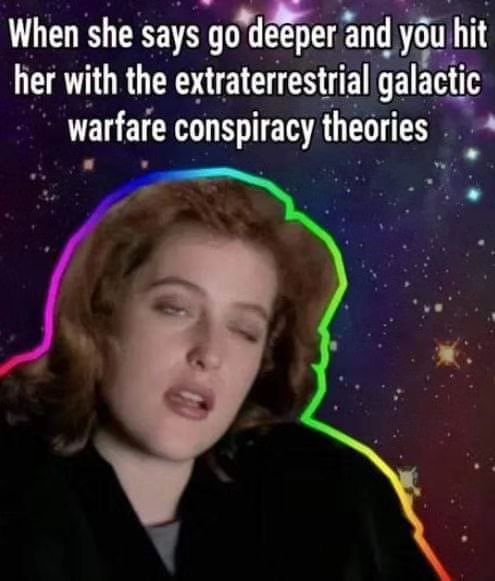 When she says go deeper and you hit
her with the extraterrestrial galactic
warfare conspiracy theories